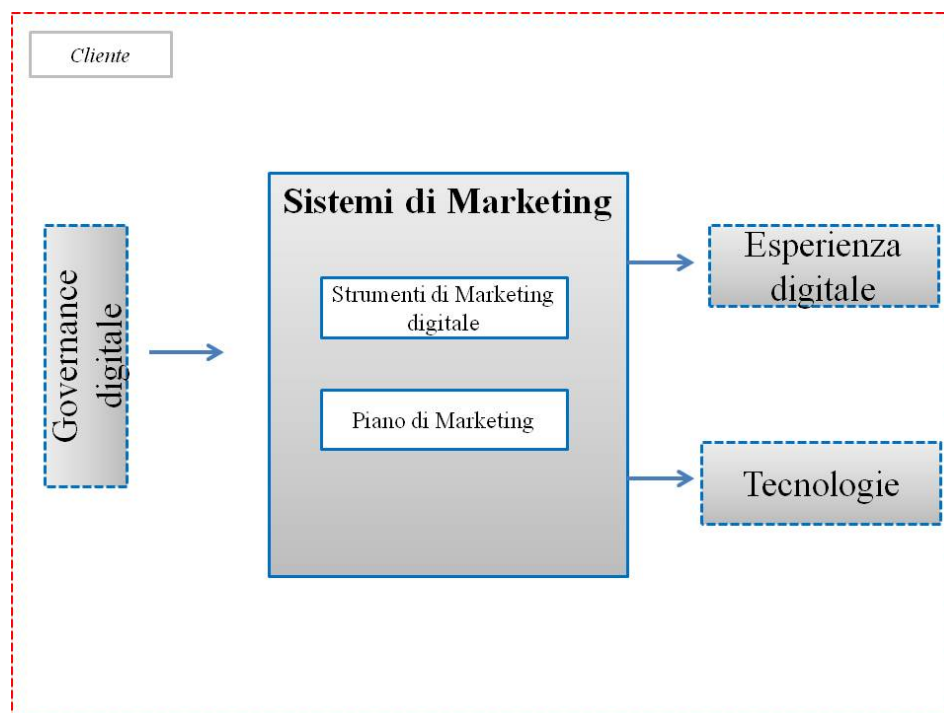 Cliente
Governance
digitale
Sistemi di Marketing
Strumenti di Marketing
digitale
Piano di Marketing
Esperienza
digitale
Tecnologie